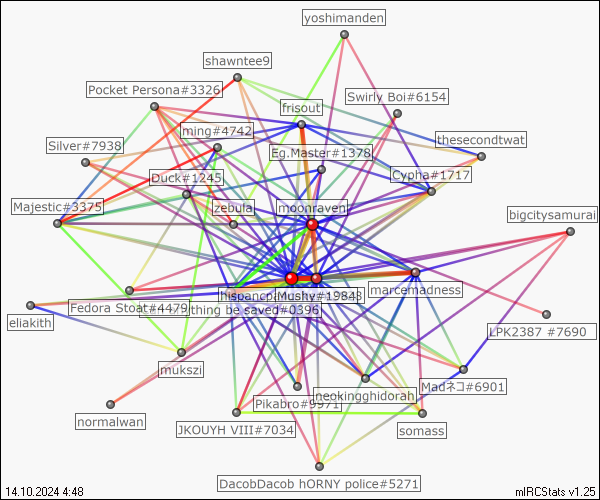 yoshimanden
shawntee9
Pocket Persona#3326
Swirly Boi#6154
frisout
ming#4742
thesecondtwat
Silver#7938
Eg.Master#1378
Duck#1245
Cypha#1717
Majestic#3375
zebula
moonraven
bigcitysamurai
marcemadness
Mushy#1984
Fedora Stoat#4479
thing be saved#0396
eliakith
LPK2387 #7690
mukszi
neokingghidorah
Madネコ#6901
Pikabro#9971
normalwan
JKOUYH VIII#7034
somass
DacobDacob hORNY police#5271
14.10.2024 4:48
mIRCStats v1.25